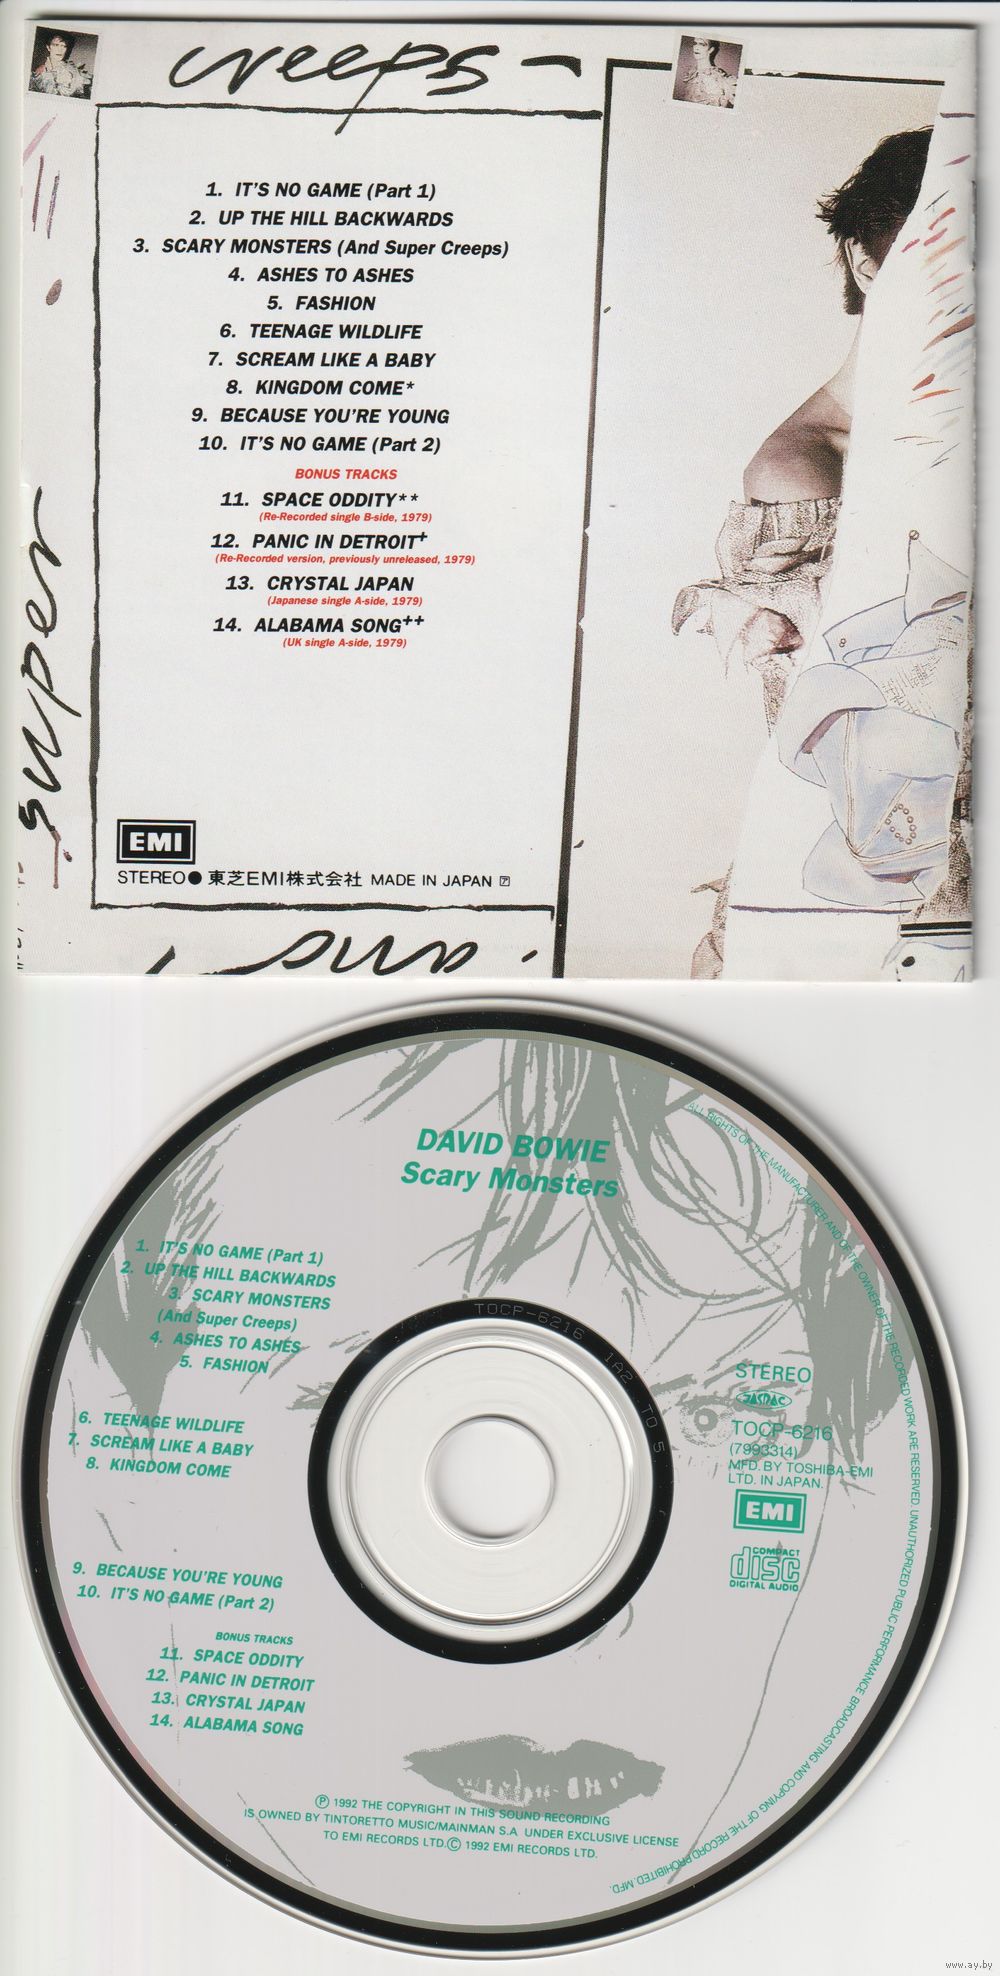 creeps –
1. IT'S NO GAME (Part 1)
2. UP THE HILL BACKWARDS
3. SCARY MONSTERS (And Super Creeps)
4. ASHES TO ASHES
5. FASHION
6. TEENAGE WILDLIFE
7. SCREAM LIKE A BABY
8. KINGDOM COME*
9. BECAUSE YOU'RE YOUNG
10. IT'S NO GAME (Part 2)
BONUS TRACKS
11. SPACE ODDITY**
(Re-Recorded single B-side, 1979)
12. PANIC IN DETROIT+
(Re-Recorded version, previously unreleased, 1979)
13. CRYSTAL JAPAN
(Japanese single A-side, 1979)
14. ALABAMA SONG++
(UK single A-side, 1979)
super
EMI
STEREO● 東芝EMI株式会社 MADE IN JAPAN ア
and
DAVID BOWIE
Scary Monsters
1. IT'S NO GAME (Part 1)
2. UP THE HILL BACKWARDS
3. SCARY MONSTERS
(And Super Creeps)
4. ASHES TO ASHES
5. FASHION
6. TEENAGE WILDLIFE
7. SCREAM LIKE A BABY
8. KINGDOM COME
9. BECAUSE YOU'RE YOUNG
10. IT'S NO GAME (Part 2)
BONUS TRACKS
11. SPACE ODDITY
12. PANIC IN DETROIT
13. CRYSTAL JAPAN
14. ALABAMA SONG
TOCP-6216 1A2 TO 5
STEREO
JASRAC
TOCP-6216
(7993314)
MFD. BY TOSHIBA-EMI
LTD. IN JAPAN.
EMI
COMPACT
disc
DIGITAL AUDIO
Ⓟ 1992 THE COPYRIGHT IN THIS SOUND RECORDING
IS OWNED BY TINTORETTO MUSIC/MAINMAN S.A. UNDER EXCLUSIVE LICENSE
TO EMI RECORDS LTD.Ⓒ 1992 EMI RECORDS LTD.
ALL RIGHTS OF THE MANUFACTURER AND OF THE OWNER OF THE RECORDED WORK ARE RESERVED. UNAUTHORIZED PUBLIC PERFORMANCE BROADCASTING AND COPYING OF THE RECORD PROHIBITED. MFD.
www.ay.by